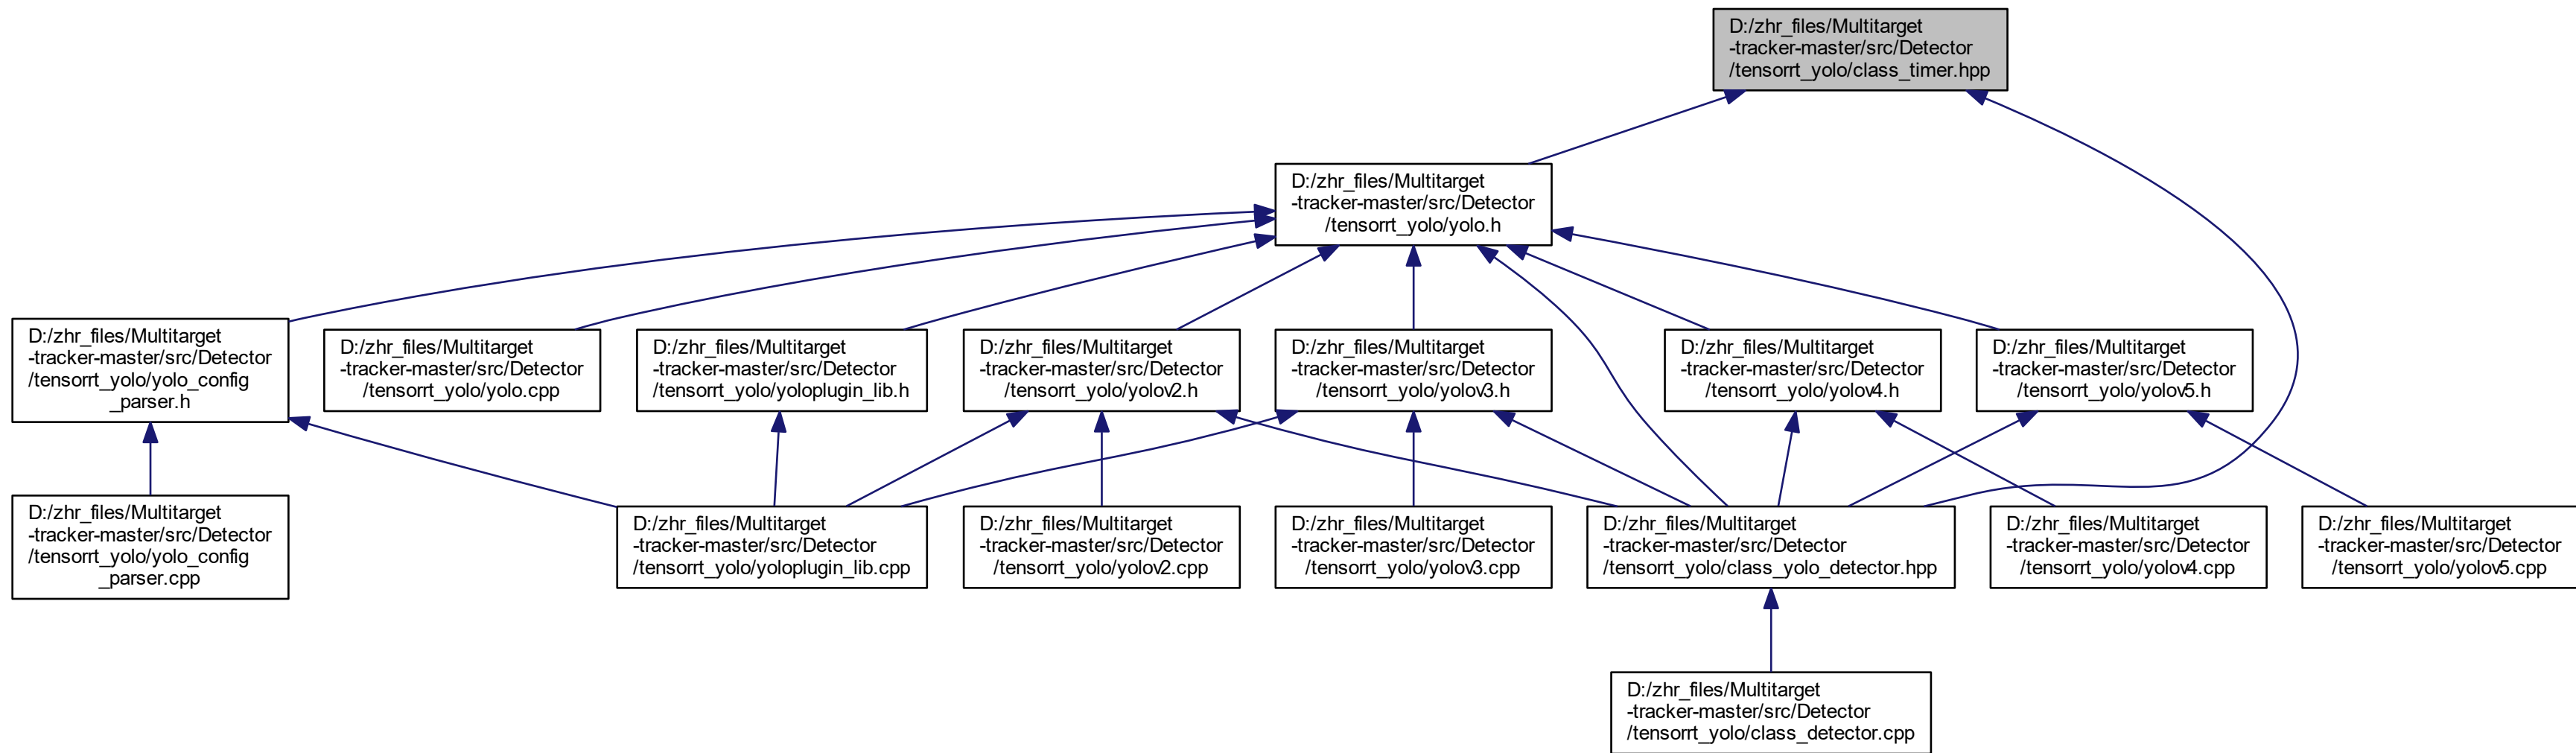 D:/zhr_files/Multitarget
-tracker-master/src/Detector
/tensorrt_yolo/class_timer.hpp
D:/zhr_files/Multitarget
-tracker-master/src/Detector
/tensorrt_yolo/yolo.h
D:/zhr_files/Multitarget
-tracker-master/src/Detector
/tensorrt_yolo/yolo_config
_parser.h
D:/zhr_files/Multitarget
-tracker-master/src/Detector
/tensorrt_yolo/yolo.cpp
D:/zhr_files/Multitarget
-tracker-master/src/Detector
/tensorrt_yolo/yoloplugin_lib.h
D:/zhr_files/Multitarget
-tracker-master/src/Detector
/tensorrt_yolo/yolov2.h
D:/zhr_files/Multitarget
-tracker-master/src/Detector
/tensorrt_yolo/yolov3.h
D:/zhr_files/Multitarget
-tracker-master/src/Detector
/tensorrt_yolo/yolov4.h
D:/zhr_files/Multitarget
-tracker-master/src/Detector
/tensorrt_yolo/yolov5.h
D:/zhr_files/Multitarget
-tracker-master/src/Detector
/tensorrt_yolo/yolo_config
_parser.cpp
D:/zhr_files/Multitarget
-tracker-master/src/Detector
/tensorrt_yolo/yoloplugin_lib.cpp
D:/zhr_files/Multitarget
-tracker-master/src/Detector
/tensorrt_yolo/yolov2.cpp
D:/zhr_files/Multitarget
-tracker-master/src/Detector
/tensorrt_yolo/yolov3.cpp
D:/zhr_files/Multitarget
-tracker-master/src/Detector
/tensorrt_yolo/class_yolo_detector.hpp
D:/zhr_files/Multitarget
-tracker-master/src/Detector
/tensorrt_yolo/yolov4.cpp
D:/zhr_files/Multitarget
-tracker-master/src/Detector
/tensorrt_yolo/yolov5.cpp
D:/zhr_files/Multitarget
-tracker-master/src/Detector
/tensorrt_yolo/class_detector.cpp